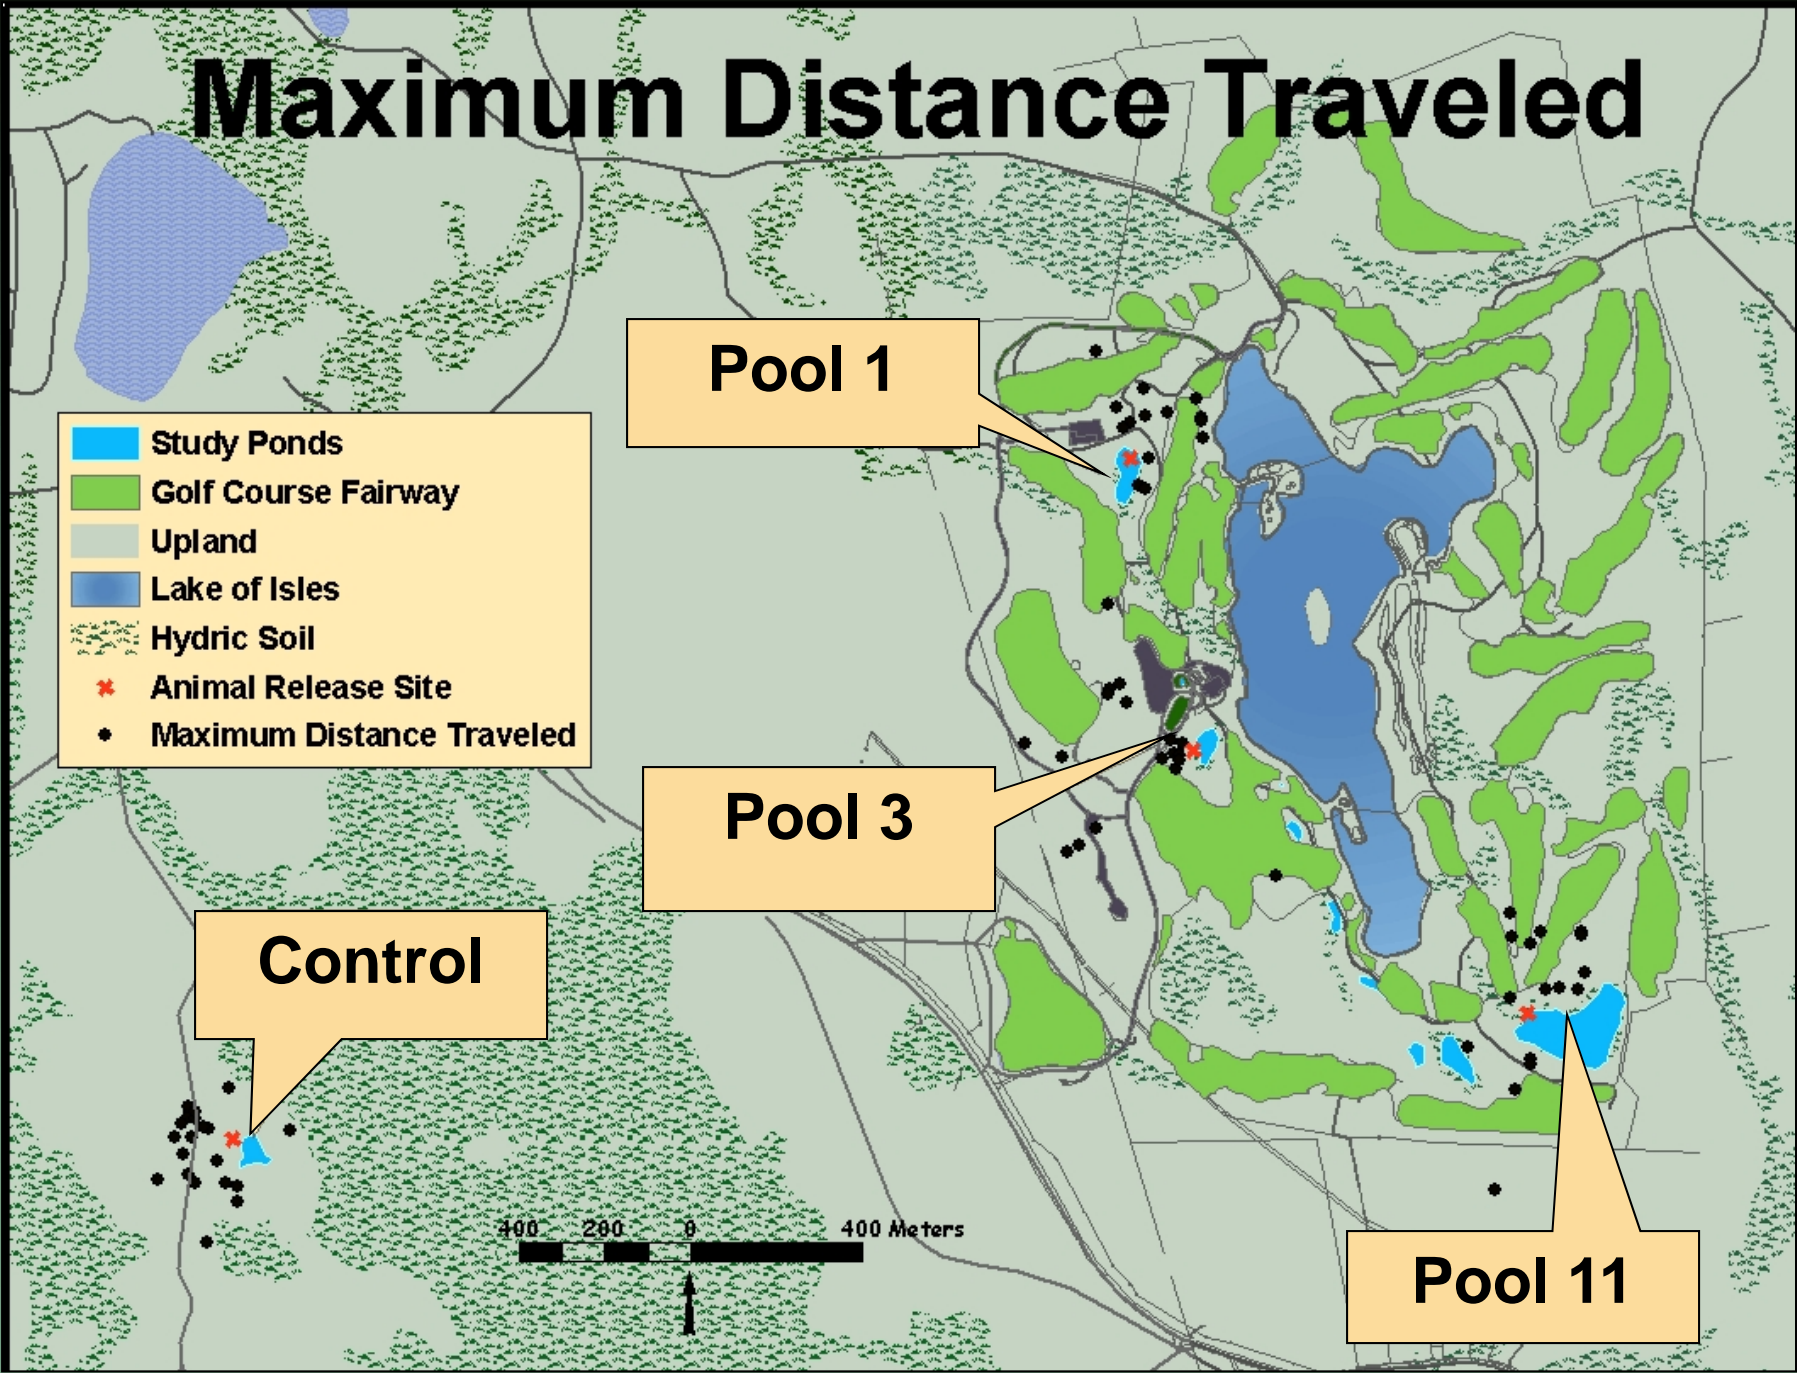 Maximum Distance Traveled
Pool 1
Study Ponds
Golf Course Fairway
Upland
Lake of Isles
Hydric Soil
Animal Release Site
Maximum Distance Traveled
Pool 3
Control
400 200 0 400 Meters
Pool 11